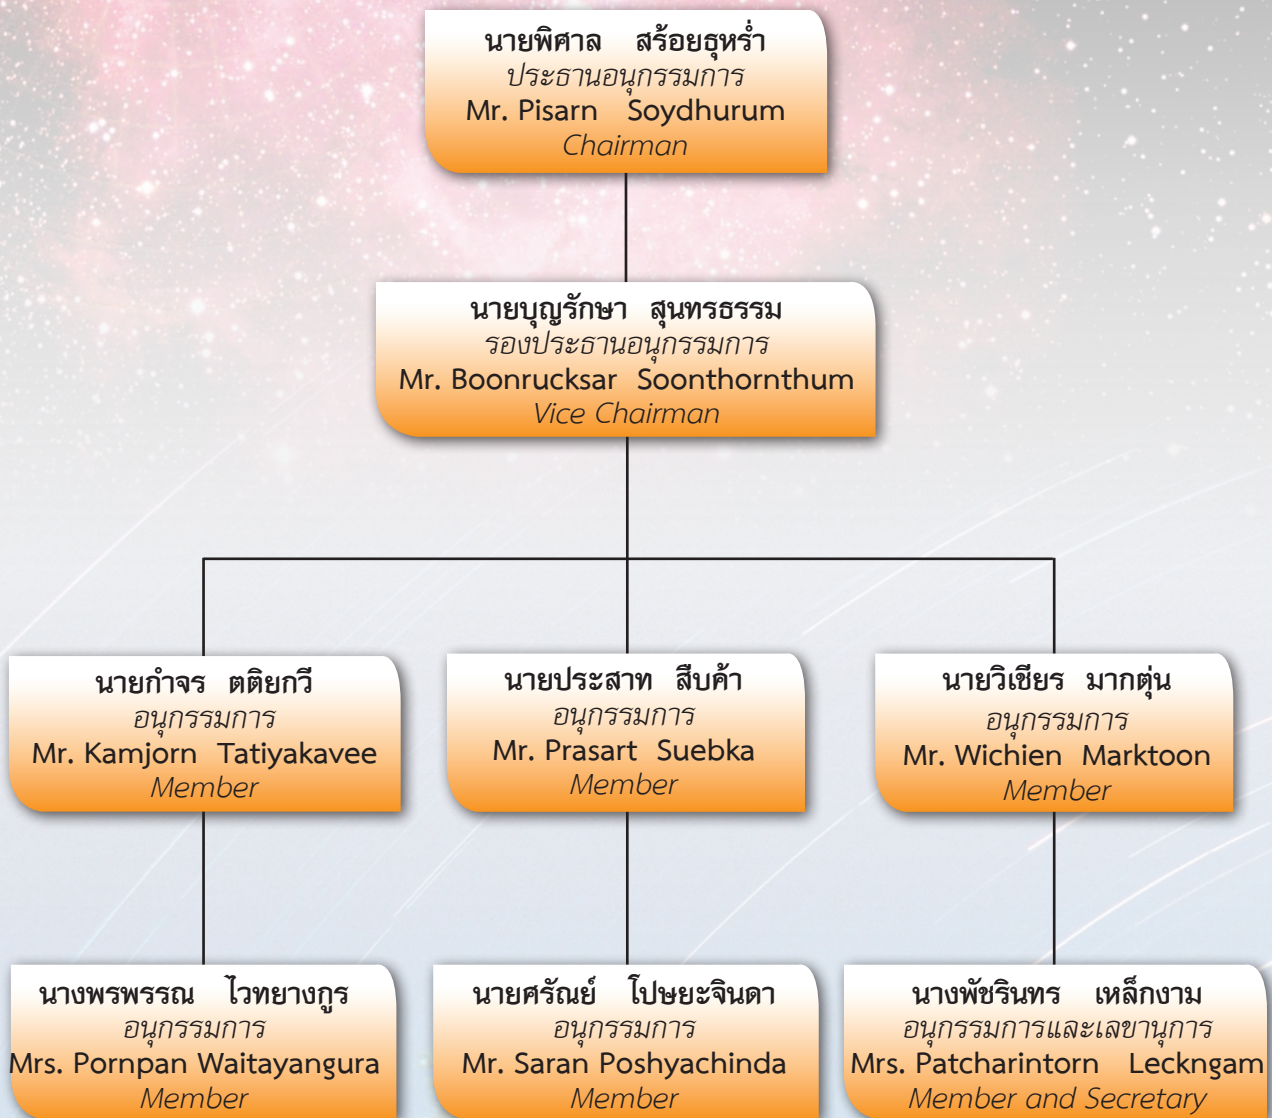 นายพิศาล สร้อยธุหร่ำ
ประธานอนุกรรมการ
Mr. Pisarn Soydhurum
Chairman
นายบุญรักษา สุนทรธรรม
รองประธานอนุกรรมการ
Mr. Boonrucksar Soonthornthum
Vice Chairman
นายกำจร ตติยกวี
อนุกรรมการ
Mr. Kamjorn Tatiyakavee
Member
นายประสาท สืบค้า
อนุกรรมการ
Mr. Prasart Suebka
Member
นายวิเชียร มากตุ่น
อนุกรรมการ
Mr. Wichien Marktoon
Member
นางพรพรรณ ไวทยางกูร
อนุกรรมการ
Mrs. Pornpan Waitayangura
Member
นายศรัณย์ โปษยะจินดา
อนุกรรมการ
Mr. Saran Poshyachinda
Member
นางพัชรินทร เหล็กงาม
อนุกรรมการและเลขานุการ
Mrs. Patcharintorn Leckngam
Member and Secretary